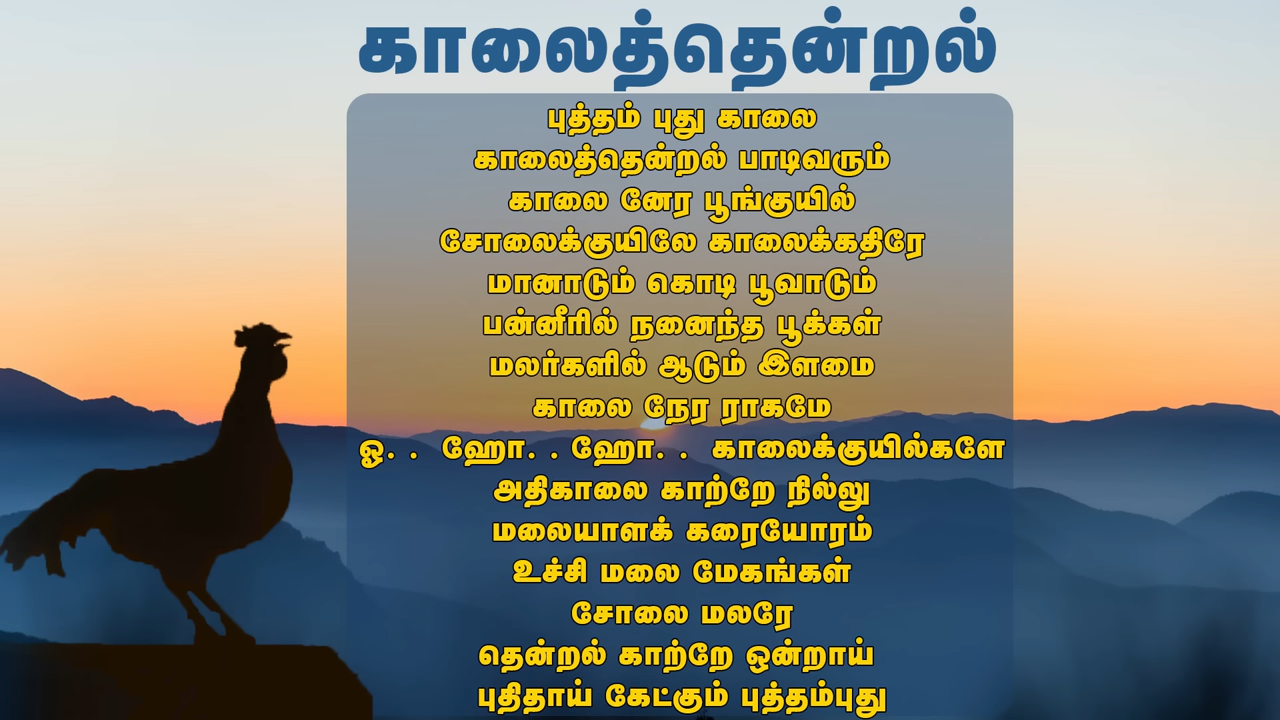 காலைத்தென்றல்
புத்தம் புது காலை
காலைத்தென்றல் பாடிவரும்
காலை னேர பூங்குயில்
சோலைக்குயிலே காலைக்கதிரே
மானாடும் கொடி பூவாடும்
பன்னீரில் நனைந்த பூக்கள்
மலர்களில் ஆடும் இளமை
காலை நேர ராகமே
ஓ. . ஹோ. . ஹோ. . காலைக்குயில்களே
அதிகாலை காற்றே நில்லு
மலையாளக் கரையோரம்
உச்சி மலை மேகங்கள்
சோலை மலரே
தென்றல் காற்றே ஒன்றாய்
புதிதாய் கேட்கும் புத்தம்புது